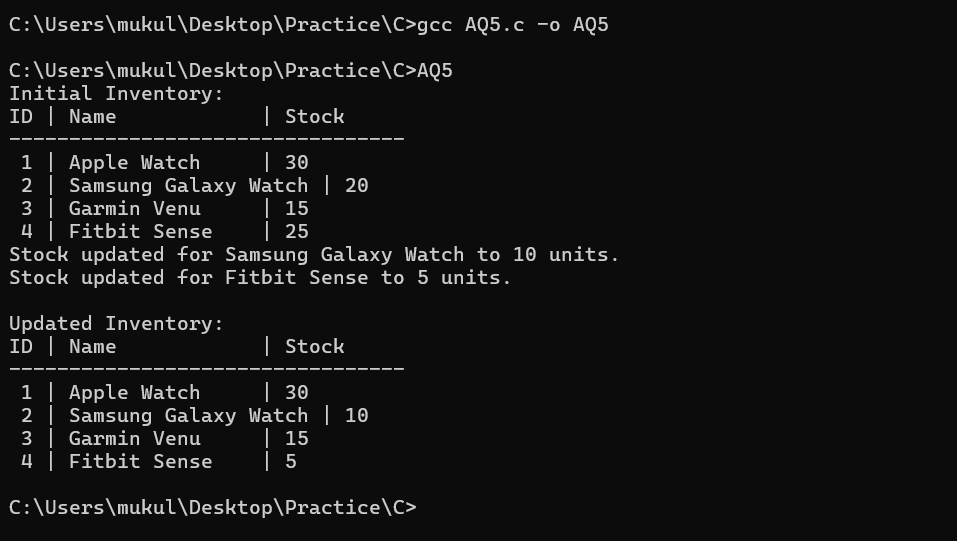 C:\Users\mukul\Desktop\Practice\C>gcc AQ5.c -o AQ5

C:\Users\mukul\Desktop\Practice\C>AQ5
Initial Inventory:
ID | Name            | Stock
---------------------------------
 1 | Apple Watch     | 30
 2 | Samsung Galaxy Watch | 20
 3 | Garmin Venu     | 15
 4 | Fitbit Sense    | 25
Stock updated for Samsung Galaxy Watch to 10 units.
Stock updated for Fitbit Sense to 5 units.

Updated Inventory:
ID | Name            | Stock
---------------------------------
 1 | Apple Watch     | 30
 2 | Samsung Galaxy Watch | 10
 3 | Garmin Venu     | 15
 4 | Fitbit Sense    | 5

C:\Users\mukul\Desktop\Practice\C>